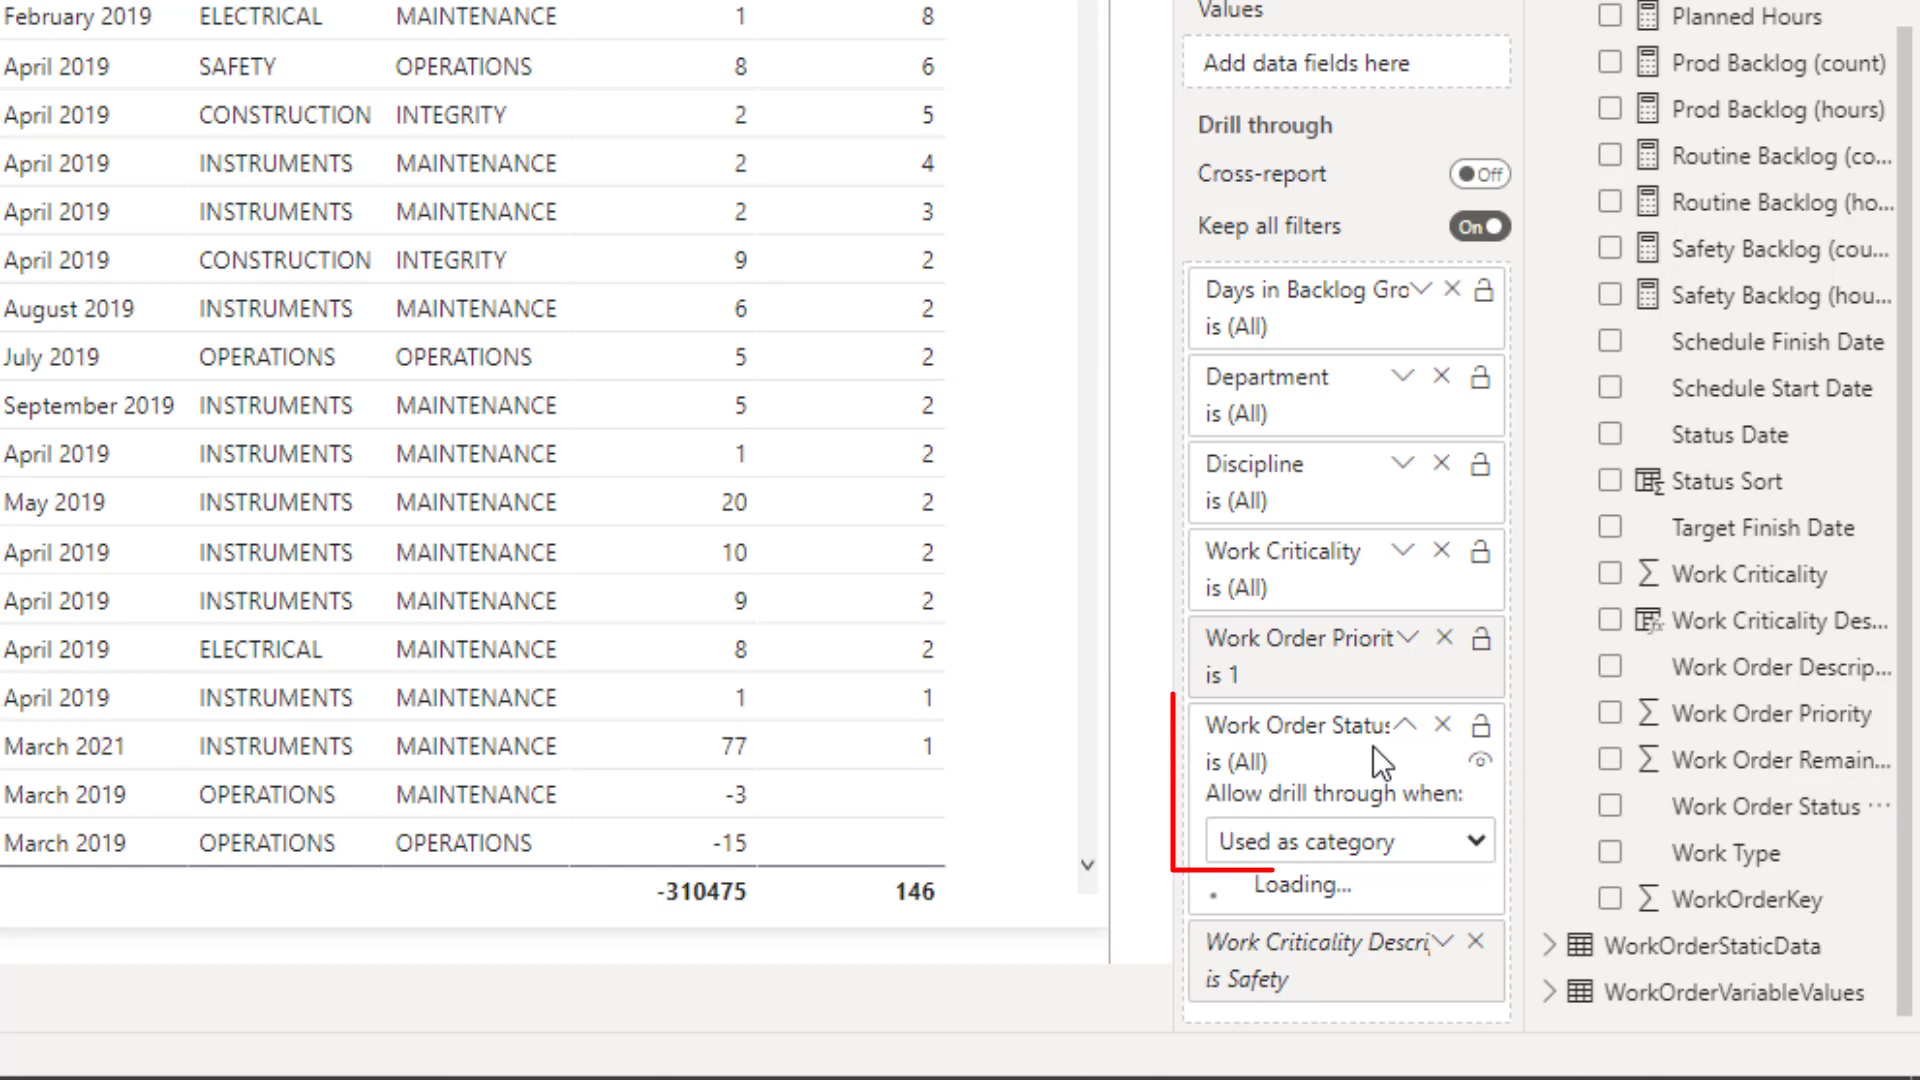 February 2019 ELECTRICAL MAINTENANCE 1 8
April 2019 SAFETY OPERATIONS 8 6
April 2019 CONSTRUCTION INTEGRITY 2 5
April 2019 INSTRUMENTS MAINTENANCE 2 4
April 2019 INSTRUMENTS MAINTENANCE 2 3
April 2019 CONSTRUCTION INTEGRITY 9 2
August 2019 INSTRUMENTS MAINTENANCE 6 2
July 2019 OPERATIONS OPERATIONS 5 2
September 2019 INSTRUMENTS MAINTENANCE 5 2
April 2019 INSTRUMENTS MAINTENANCE 1 2
May 2019 INSTRUMENTS MAINTENANCE 20 2
April 2019 INSTRUMENTS MAINTENANCE 10 2
April 2019 INSTRUMENTS MAINTENANCE 9 2
April 2019 ELECTRICAL MAINTENANCE 8 2
April 2019 INSTRUMENTS MAINTENANCE 1 1
March 2021 INSTRUMENTS MAINTENANCE 77 1
March 2019 OPERATIONS MAINTENANCE -3
March 2019 OPERATIONS OPERATIONS -15
-310475 146
Values
Add data fields here
Drill through
Cross-report Off
Keep all filters On
Days in Backlog Gro
is (All)
Department
is (All)
Discipline
is (All)
Work Criticality
is (All)
Work Order Priorit
is 1
Work Order Status
is (All)
Allow drill through when:
Used as category
Loading...
Work Criticality Descri
is Safety
Planned Hours
Prod Backlog (count)
Prod Backlog (hours)
Routine Backlog (co...
Routine Backlog (ho...
Safety Backlog (cou...
Safety Backlog (hou...
Schedule Finish Date
Schedule Start Date
Status Date
Status Sort
Target Finish Date
Work Criticality
Work Criticality Des...
Work Order Descrip...
Work Order Priority
Work Order Remain...
Work Order Status ...
Work Type
WorkOrderKey
WorkOrderStaticData
WorkOrderVariableValues